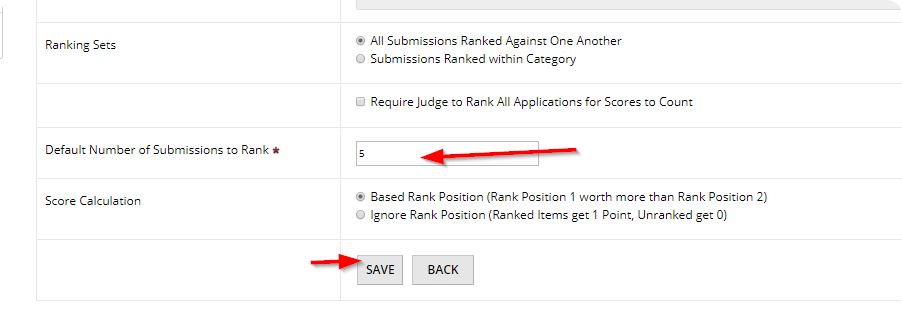 Ranking Sets
All Submissions Ranked Against One Another
Submissions Ranked within Category
Require Judge to Rank All Applications for Scores to Count
Default Number of Submissions to Rank *
5
Score Calculation
Based Rank Position (Rank Position 1 worth more than Rank Position 2)
Ignore Rank Position (Ranked Items get 1 Point, Unranked get 0)
SAVE BACK